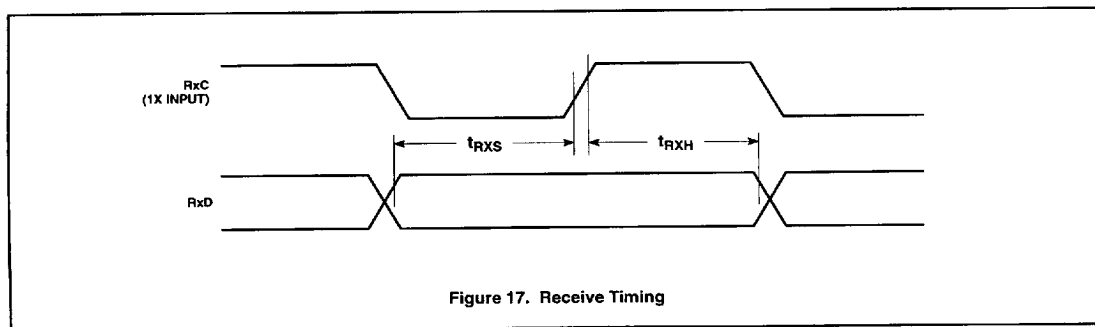 RxC
(1X INPUT)
tRXS
tRXH
RxD
Figure 17. Receive Timing